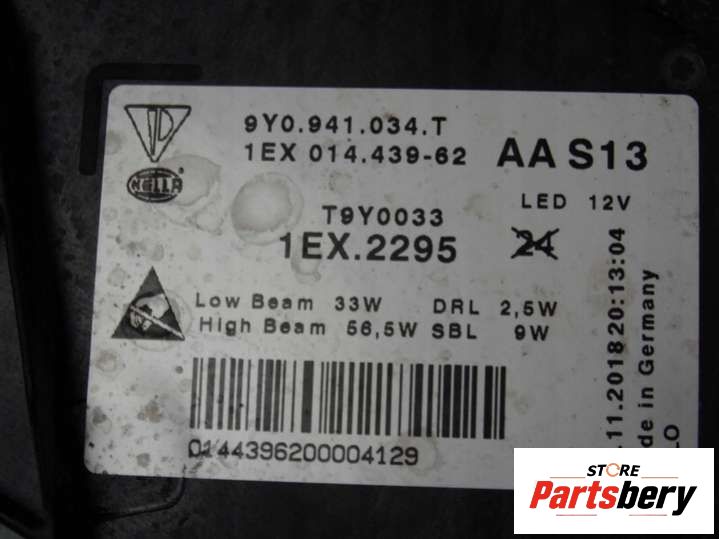 9Y0.941.034.T
1EX 014.439-62
AA S13
HELLA
T9Y0033
LED 12V
1EX.2295
24
Low Beam 33W DRL 2,5W
High Beam 56,5W SBL 9W
0144396200004129
.11.201820:13:04
de in Germany
LO
STORE
Partsbery